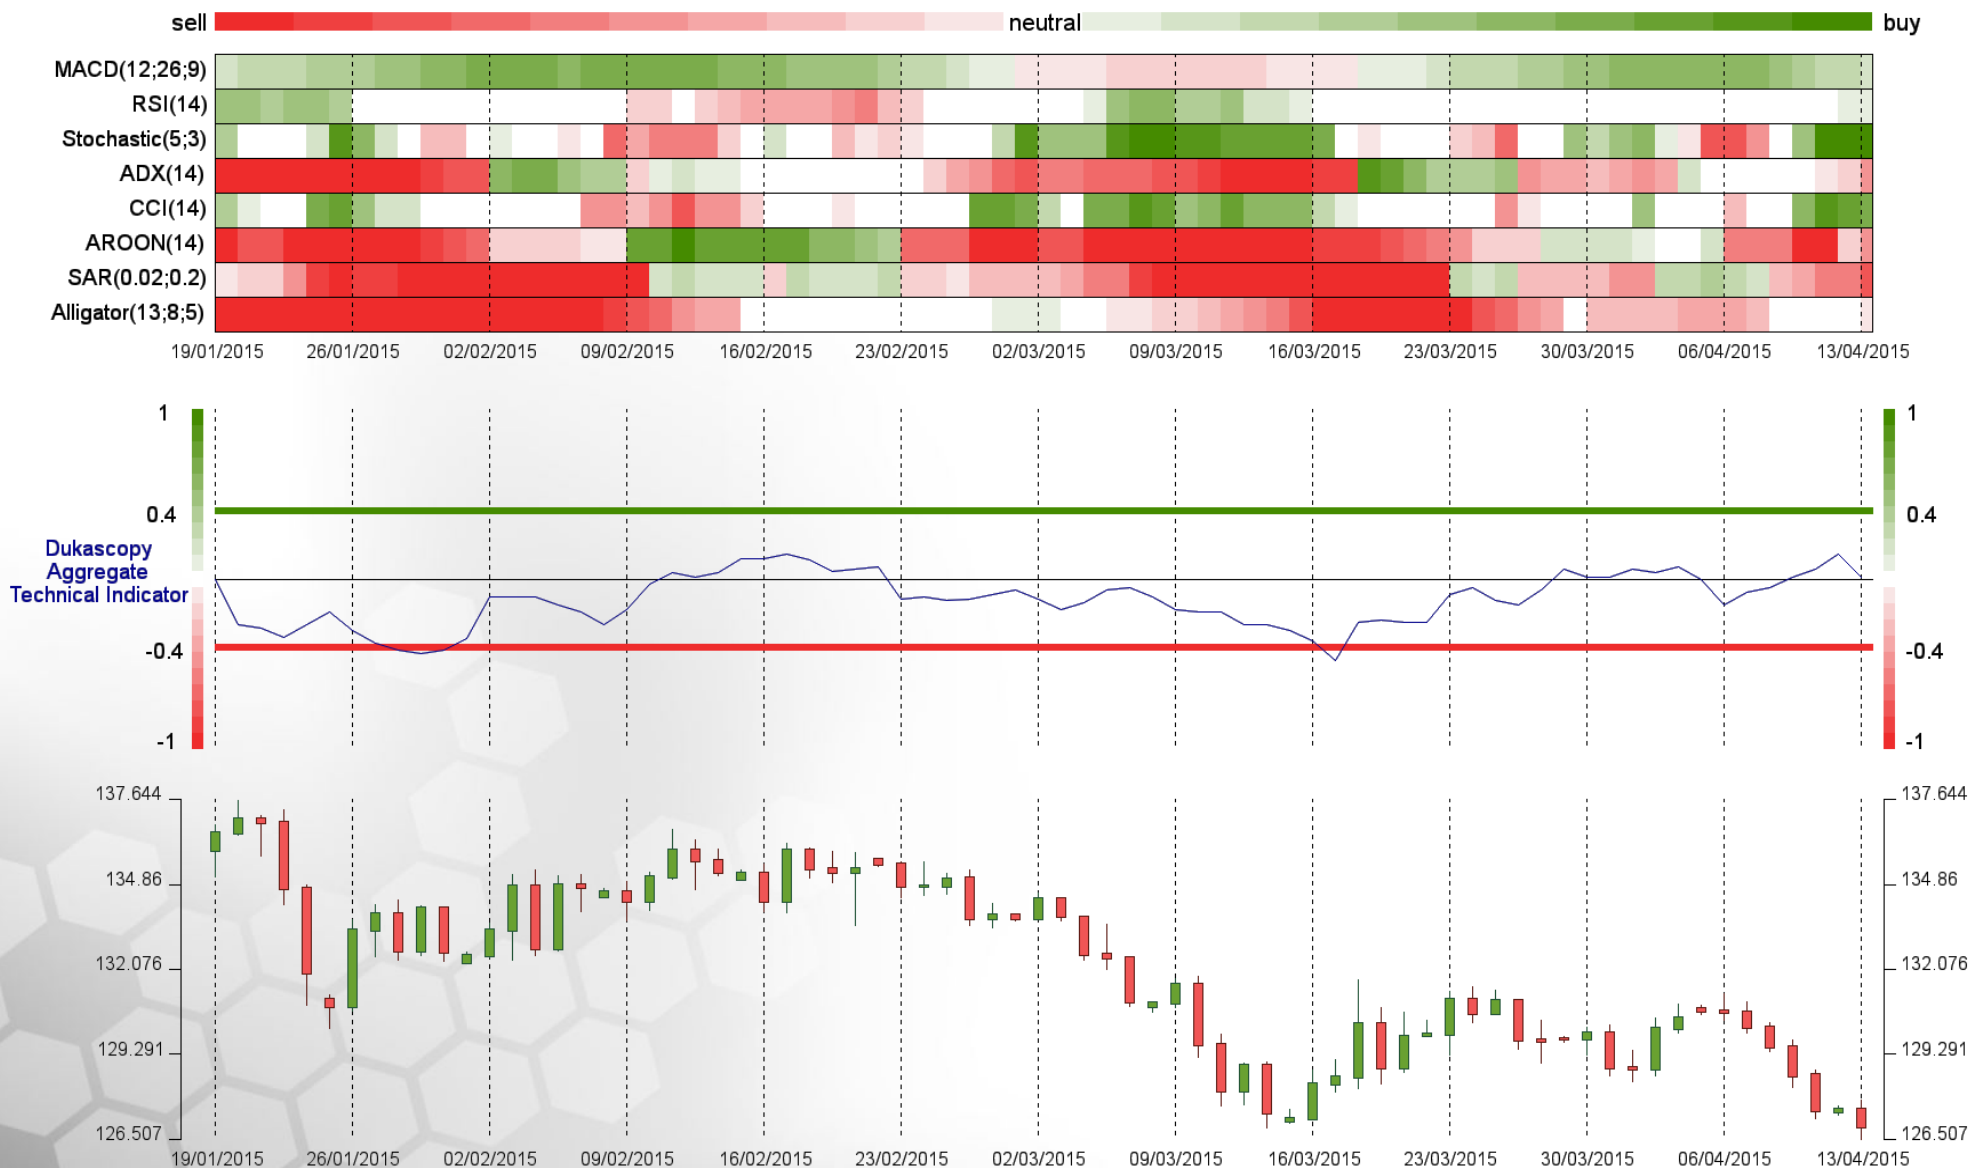 sell neutral buy
MACD(12;26;9)
RSI(14)
Stochastic(5;3)
ADX(14)
CCI(14)
AROON(14)
SAR(0.02;0.2)
Alligator(13;8;5)
19/01/2015 26/01/2015 02/02/2015 09/02/2015 16/02/2015 23/02/2015 02/03/2015 09/03/2015 16/03/2015 23/03/2015 30/03/2015 06/04/2015 13/04/2015
1 1
0.4 0.4
Dukascopy
Aggregate
Technical Indicator
-0.4 -0.4
-1 -1
137.644 137.644
134.86 134.86
132.076 132.076
129.291 129.291
126.507 126.507
19/01/2015 26/01/2015 02/02/2015 09/02/2015 16/02/2015 23/02/2015 02/03/2015 09/03/2015 16/03/2015 23/03/2015 30/03/2015 06/04/2015 13/04/2015